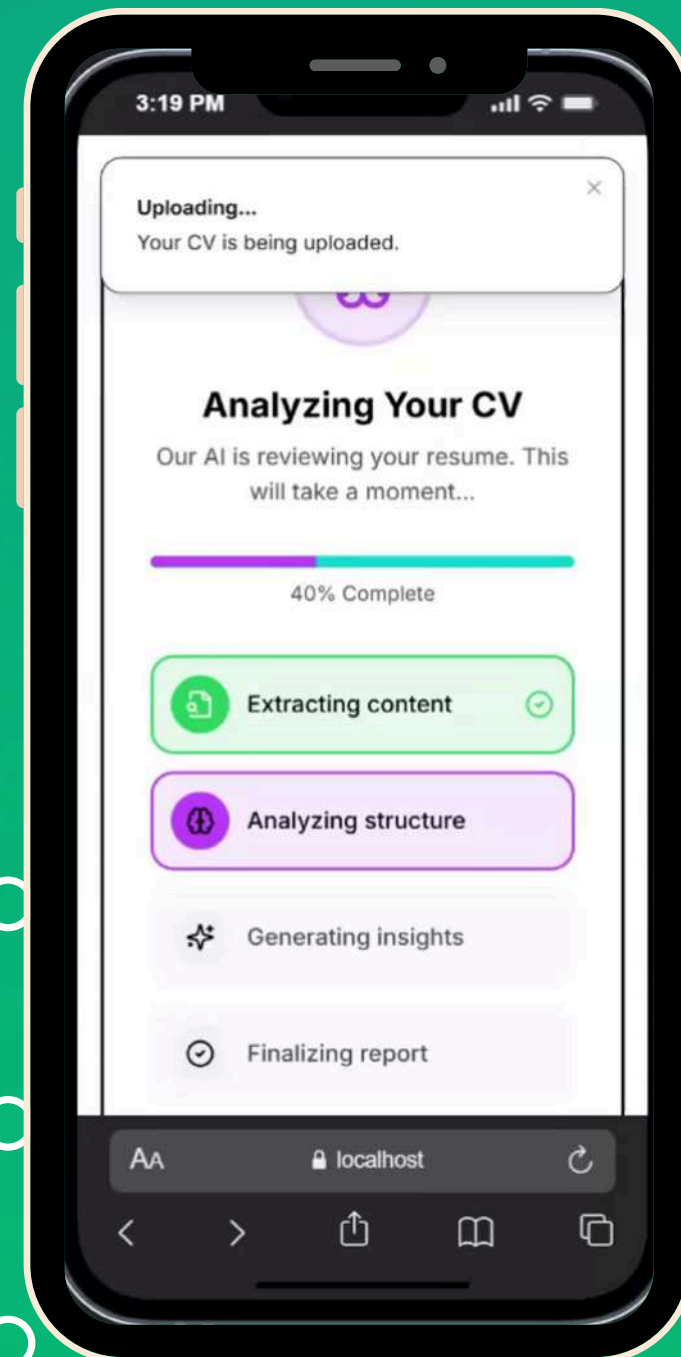 3:19 PM
Uploading...
Your CV is being uploaded.
Analyzing Your CV
Our AI is reviewing your resume. This
will take a moment...
40% Complete
Extracting content
Analyzing structure
Generating insights
Finalizing report
AA
localhost